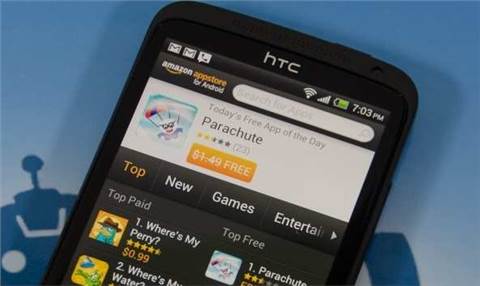 hTC
7:03 PM
amazon appstore
for Android
Search for Apps
Today's Free App of the Day
Parachute
(23)
$1.49 FREE
Top
New
Games
Entertai
Top Paid
Top Free
1. Where's My
Perry?
$0.99
1. Parachute
2. Where's My
Water?